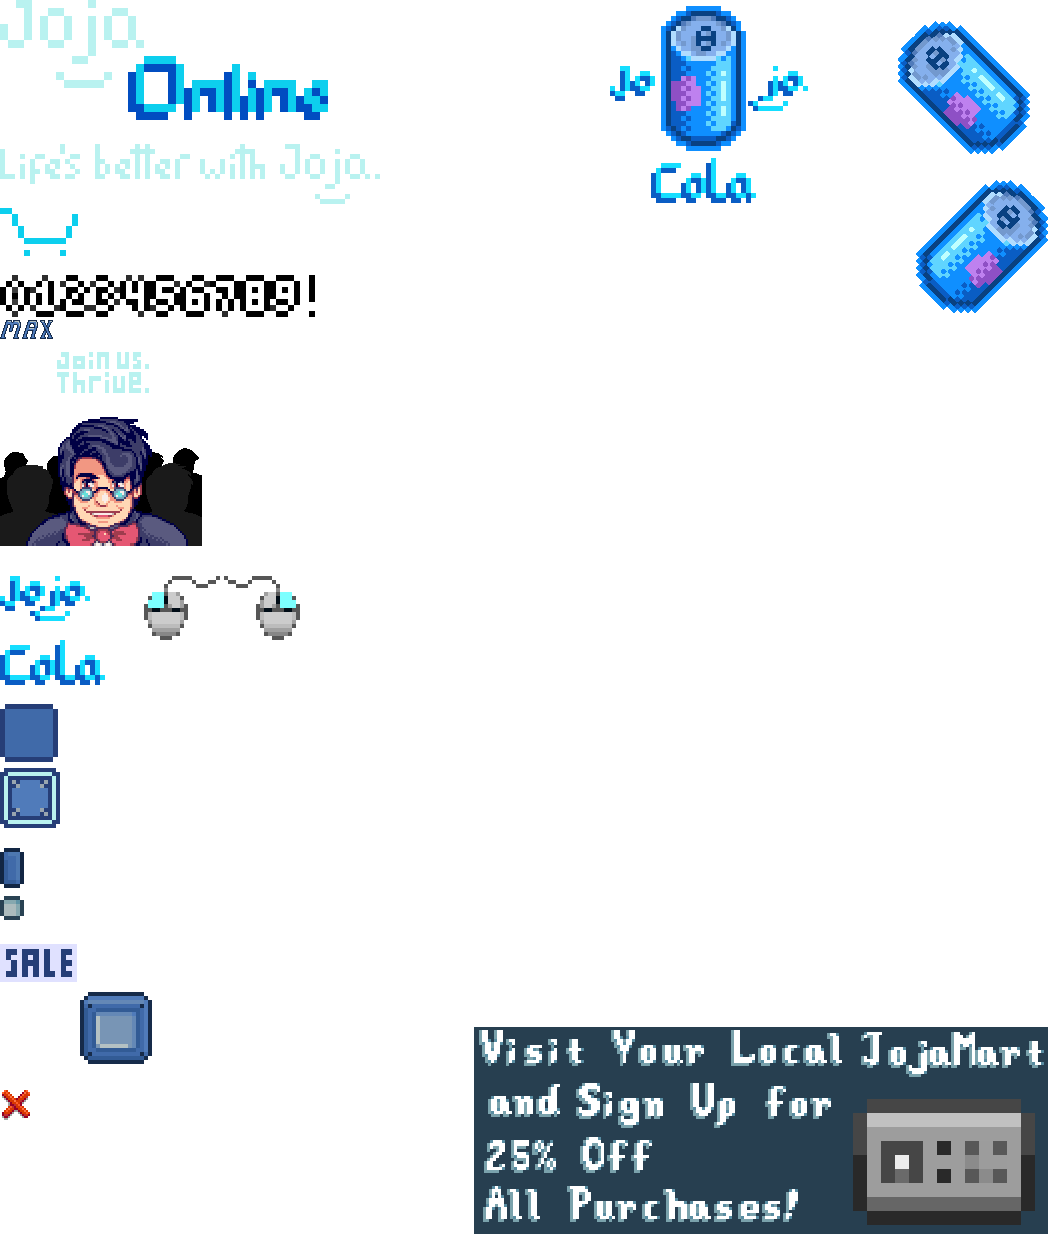 Joja
Online
Life's better with Joja..
0123456789!
MAX
Join us.
Thrive.
Jojo
Cola
SALE
Jo jo
Cola
Visit Your Local JojaMart
and Sign Up for
25% Off
All Purchases!